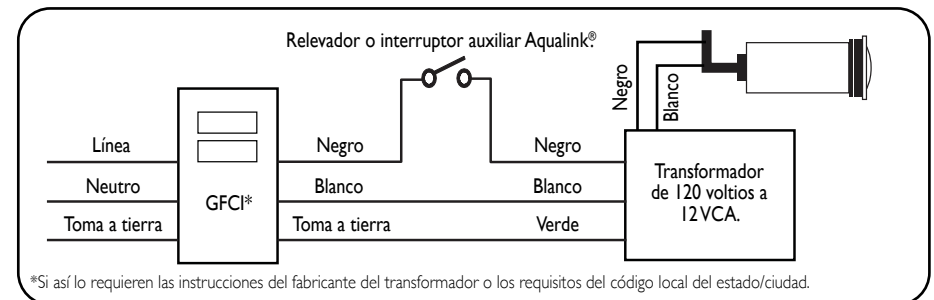 Relevador o interruptor auxiliar Aqualink®.
Negro
Blanco
Línea
Negro
Negro
Neutro
GFCI*
Blanco
Blanco
Toma a tierra
Toma a tierra
Verde
Transformador
de 120 voltios a
12 VCA.
*Si así lo requieren las instrucciones del fabricante del transformador o los requisitos del código local del estado/ciudad.